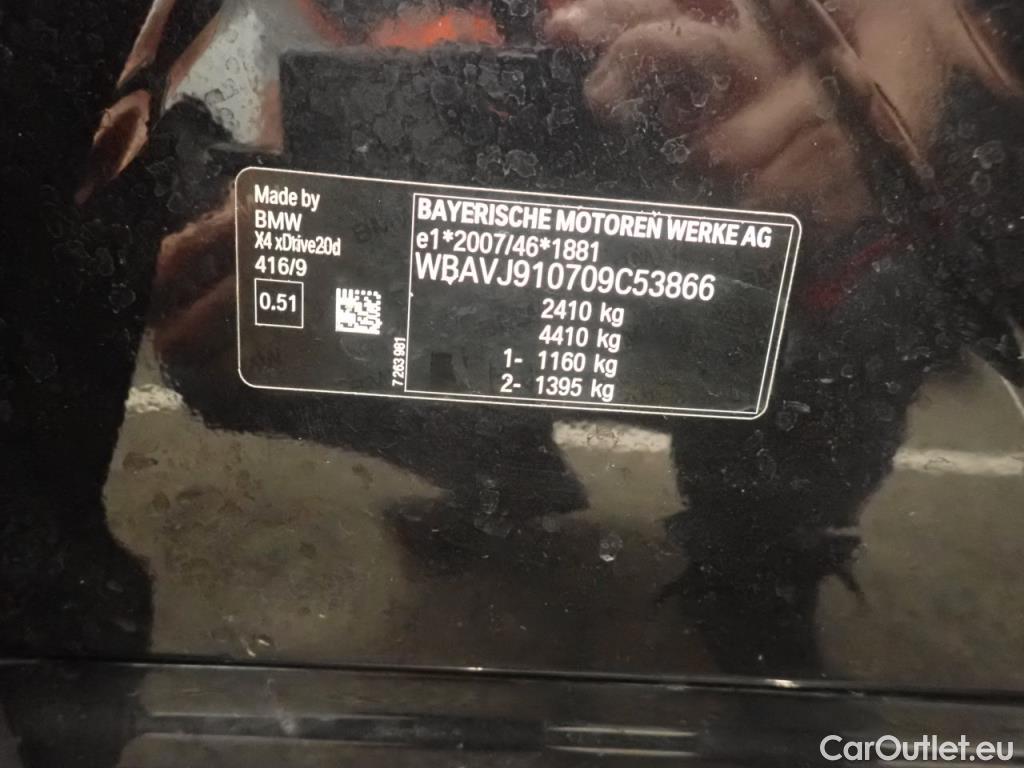 Made by
BMW
X4 xDrive20d
416/9
0.51
7 263 981
BAYERISCHE MOTOREN WERKE AG
e1*2007/46*1881
WBAVJ910709C53866
2410 kg
4410 kg
1- 1160 kg
2- 1395 kg
CarOutlet.eu